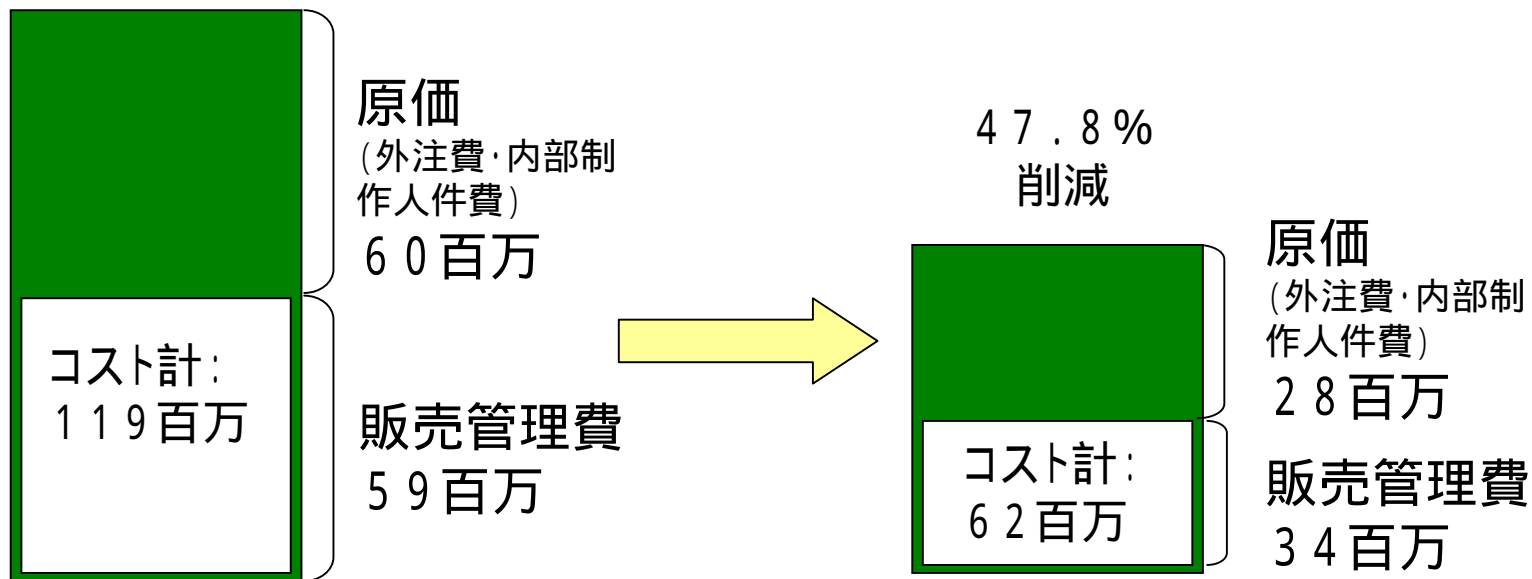 原価
(外注費・内部制
作人件費)
60百万
コスト計:
119百万
販売管理費
59百万
47.8%
削減
原価
(外注費・内部制
作人件費)
28百万
コスト計:
62百万
販売管理費
34百万